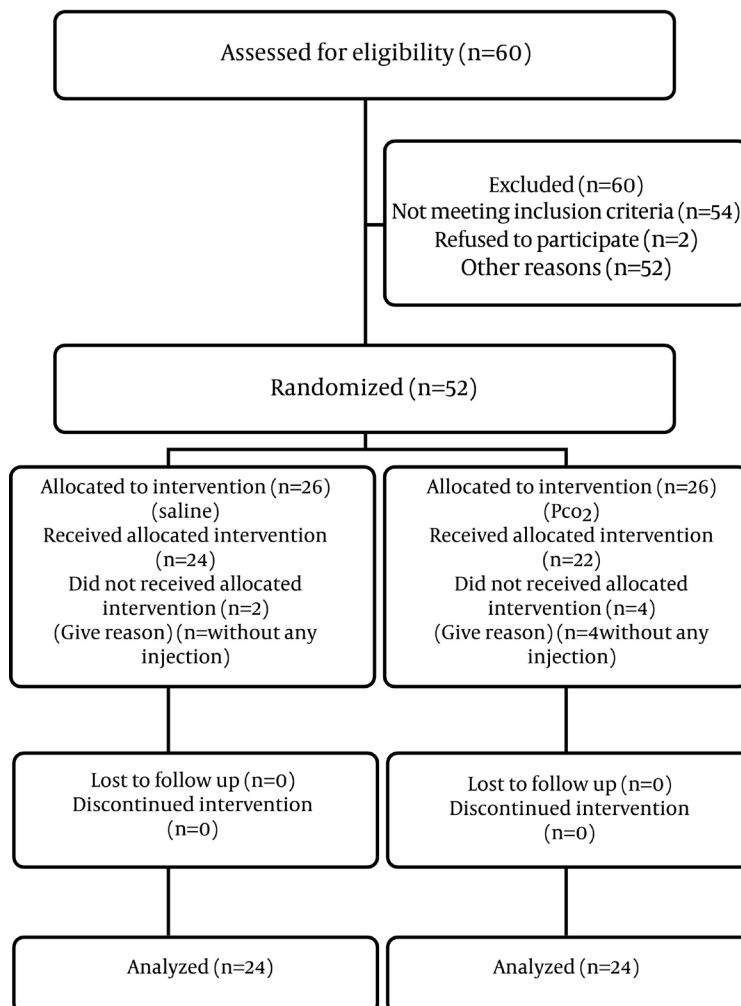 Assessed for eligibility (n=60)
Excluded (n=60)
Not meeting inclusion criteria (n=54)
Refused to participate (n=2)
Other reasons (n=52)
Randomized (n=52)
Allocated to intervention (n=26)
(saline)
Received allocated intervention
(n=24)
Did not received allocated
intervention (n=2)
(Give reason) (n=without any
injection)
Allocated to intervention (n=26)
(Pco₂)
Received allocated intervention
(n=22)
Did not received allocated
intervention (n=4)
(Give reason) (n=4without any
injection)
Lost to follow up (n=0)
Discontinued intervention
(n=0)
Lost to follow up (n=0)
Discontinued intervention
(n=0)
Analyzed (n=24)
Analyzed (n=24)